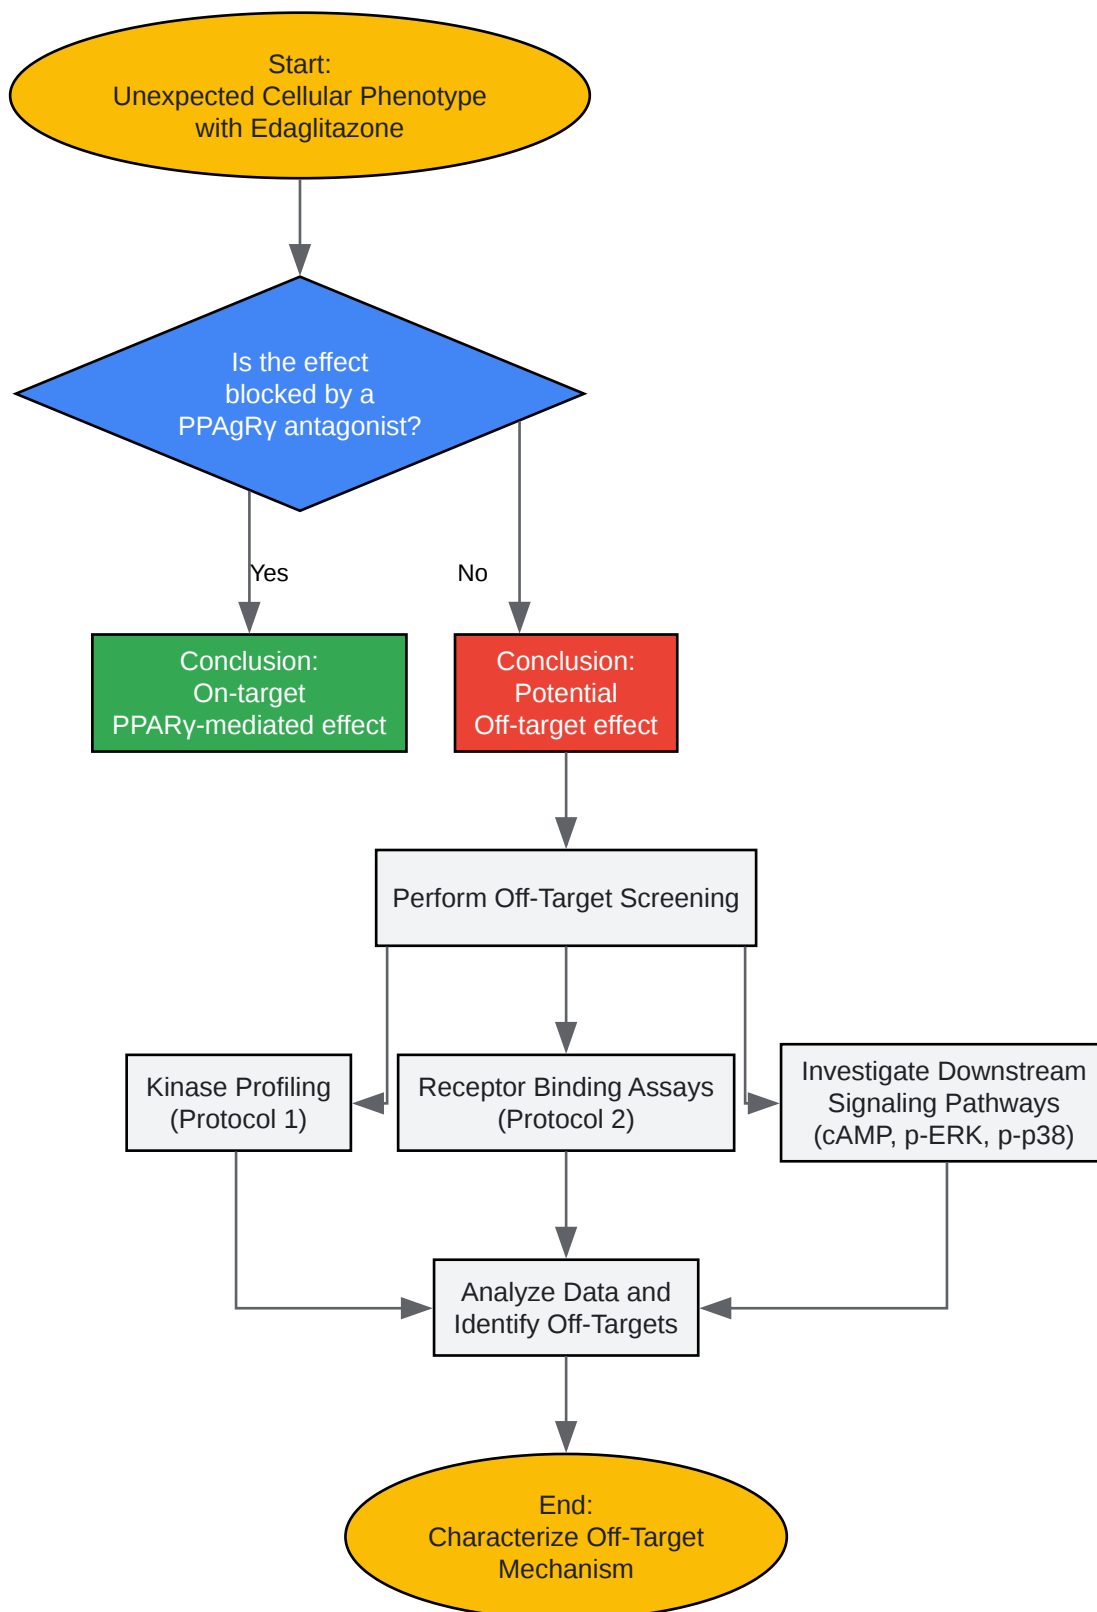 Start:
Unexpected Cellular Phenotype
with Edaglitazone
Is the effect
blocked by a
PPAgRγ antagonist?
Yes
No
Conclusion:
On-target
PPARγ-mediated effect
Conclusion:
Potential
Off-target effect
Perform Off-Target Screening
Kinase Profiling
(Protocol 1)
Receptor Binding Assays
(Protocol 2)
Investigate Downstream
Signaling Pathways
(cAMP, p-ERK, p-p38)
Analyze Data and
Identify Off-Targets
End:
Characterize Off-Target
Mechanism